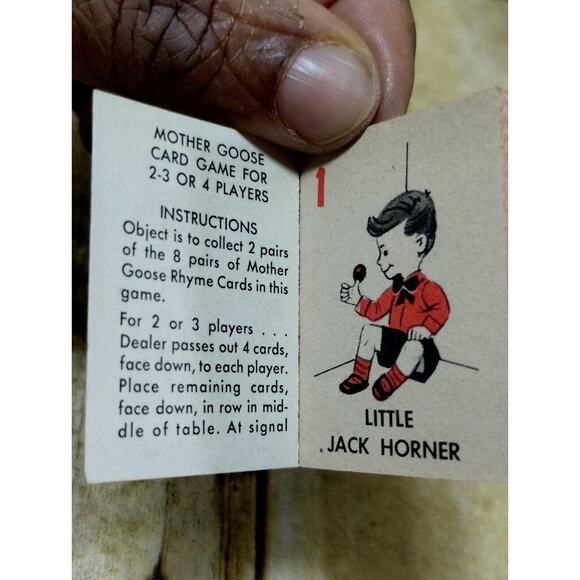 MOTHER GOOSE
CARD GAME FOR
2-3 OR 4 PLAYERS
INSTRUCTIONS
Object is to collect 2 pairs
of the 8 pairs of Mother
Goose Rhyme Cards in this
game.
For 2 or 3 players . . .
Dealer passes out 4 cards,
face down, to each player.
Place remaining cards,
face down, in row in mid-
dle of table. At signal
1
LITTLE
JACK HORNER